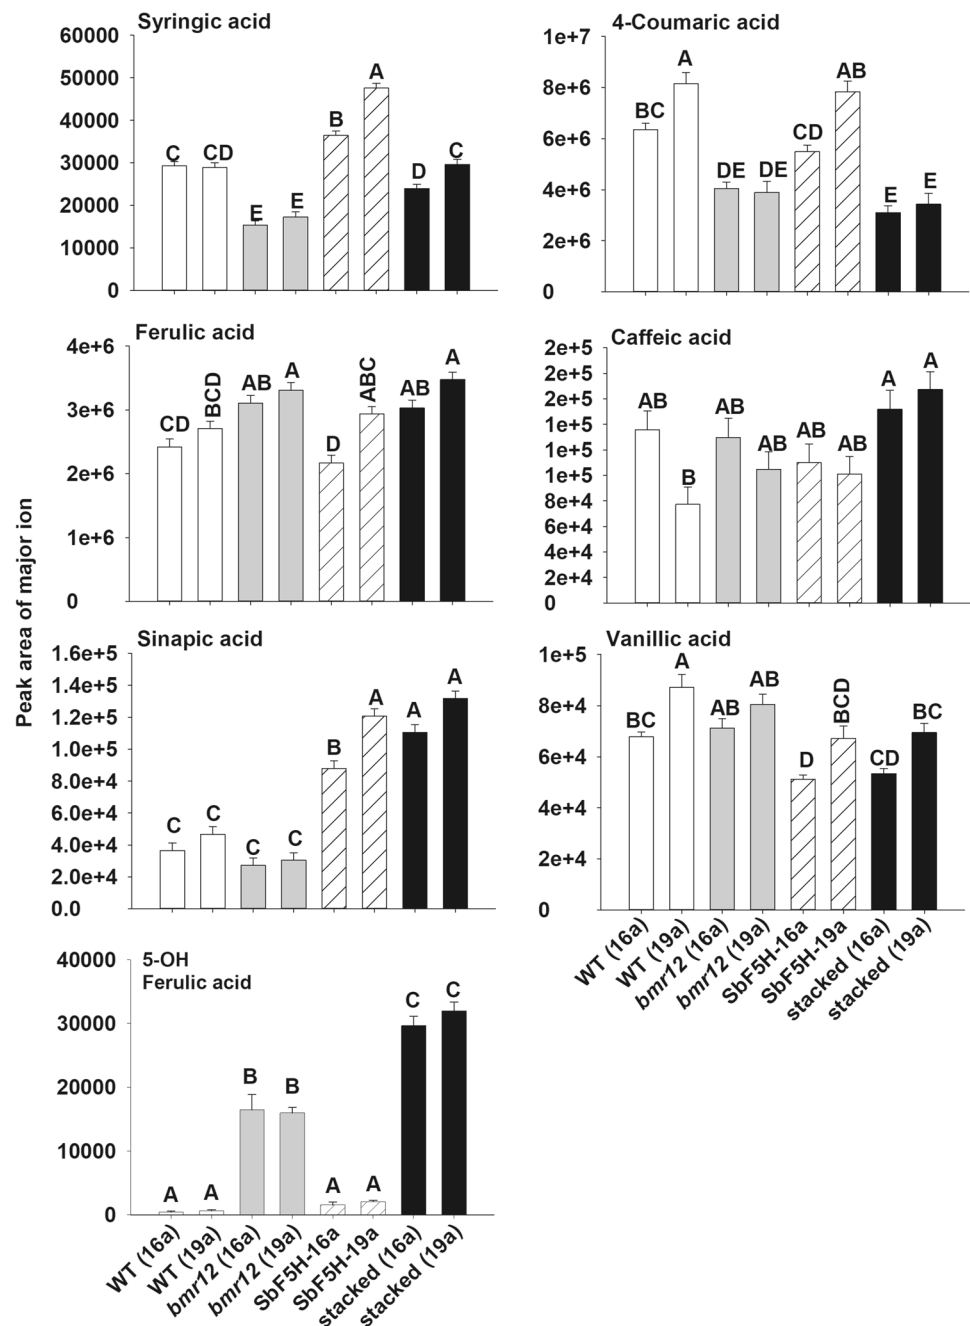 Peak area of major ion
Syringic acid
60000
50000
40000
30000
20000
10000
0
C CD E E B A D C
4-Coumaric acid
1e+7
8e+6
6e+6
4e+6
2e+6
0
BC A DE DE CD AB E E
Ferulic acid
4e+6
3e+6
2e+6
1e+6
0
CD BCD AB A D ABC AB A
Caffeic acid
2e+5
2e+5
2e+5
1e+5
1e+5
1e+5
8e+4
6e+4
4e+4
2e+4
0
AB B AB AB AB AB A A
Sinapic acid
1.6e+5
1.4e+5
1.2e+5
1.0e+5
8.0e+4
6.0e+4
4.0e+4
2.0e+4
0.0
C C C C B A A A
Vanillic acid
1e+5
8e+4
6e+4
4e+4
2e+4
0
BC A AB AB D BCD CD BC
WT (16a)
WT (19a)
bmr12 (16a)
bmr12 (19a)
SbF5H-16a
SbF5H-19a
stacked (16a)
stacked (19a)
5-OH
Ferulic acid
40000
30000
20000
10000
0
A A B B A A C C
WT (16a)
WT (19a)
bmr12 (16a)
bmr12 (19a)
SbF5H-16a
SbF5H-19a
stacked (16a)
stacked (19a)